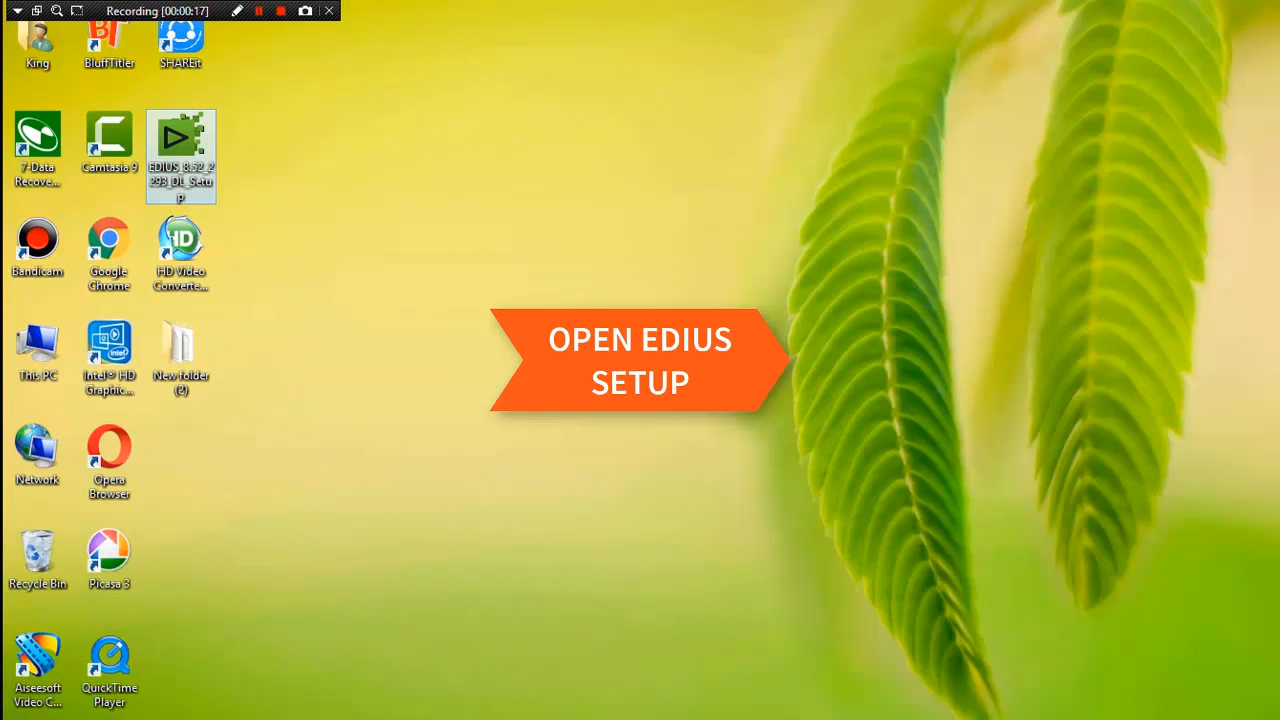 Recording [00:00:17]
King
BluffTitler
SHAREit
7-Data
Recove...
Camtasia 9
EDIUS_8.52_2
293_DL_Setu
p
Bandicam
Google
Chrome
HD Video
Converte...
This PC
Intel® HD
Graphic...
New folder
(2)
Network
Opera
Browser
Recycle Bin
Picasa 3
Aiseesoft
Video C...
QuickTime
Player
OPEN EDIUS
SETUP